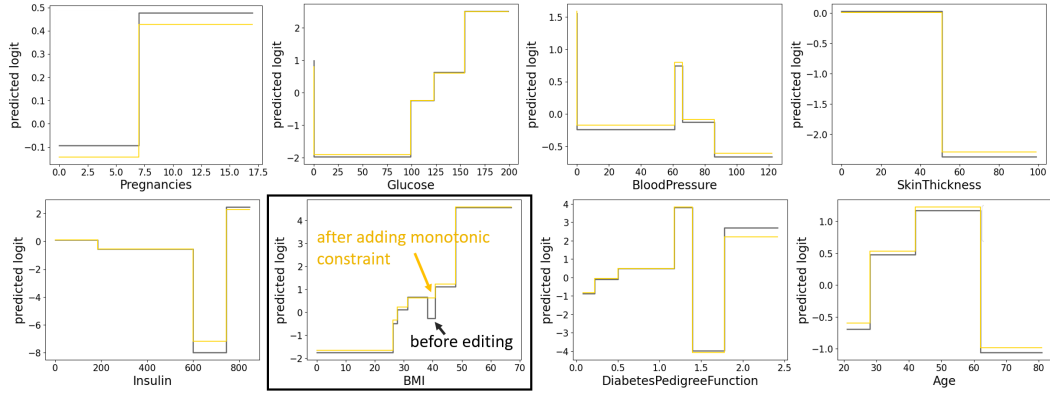 predicted logit
0.5
0.4
0.3
0.2
0.1
0.0
−0.1
0.0 2.5 5.0 7.5 10.0 12.5 15.0 17.5
Pregnancies
predicted logit
2
1
0
−1
−2
0 25 50 75 100 125 150 175 200
Glucose
predicted logit
1.5
1.0
0.5
0.0
−0.5
0 20 40 60 80 100 120
BloodPressure
predicted logit
0.0
−0.5
−1.0
−1.5
−2.0
0 20 40 60 80 100
SkinThickness
predicted logit
2
0
−2
−4
−6
−8
0 200 400 600 800
Insulin
predicted logit
4
3
2
1
0
−1
−2
after adding monotonic
constraint
before editing
0 10 20 30 40 50 60 70
BMI
predicted logit
4
3
2
1
0
−1
−2
−3
−4
0.0 0.5 1.0 1.5 2.0 2.5
DiabetesPedigreeFunction
predicted logit
1.0
0.5
0.0
−0.5
−1.0
20 30 40 50 60 70 80
Age